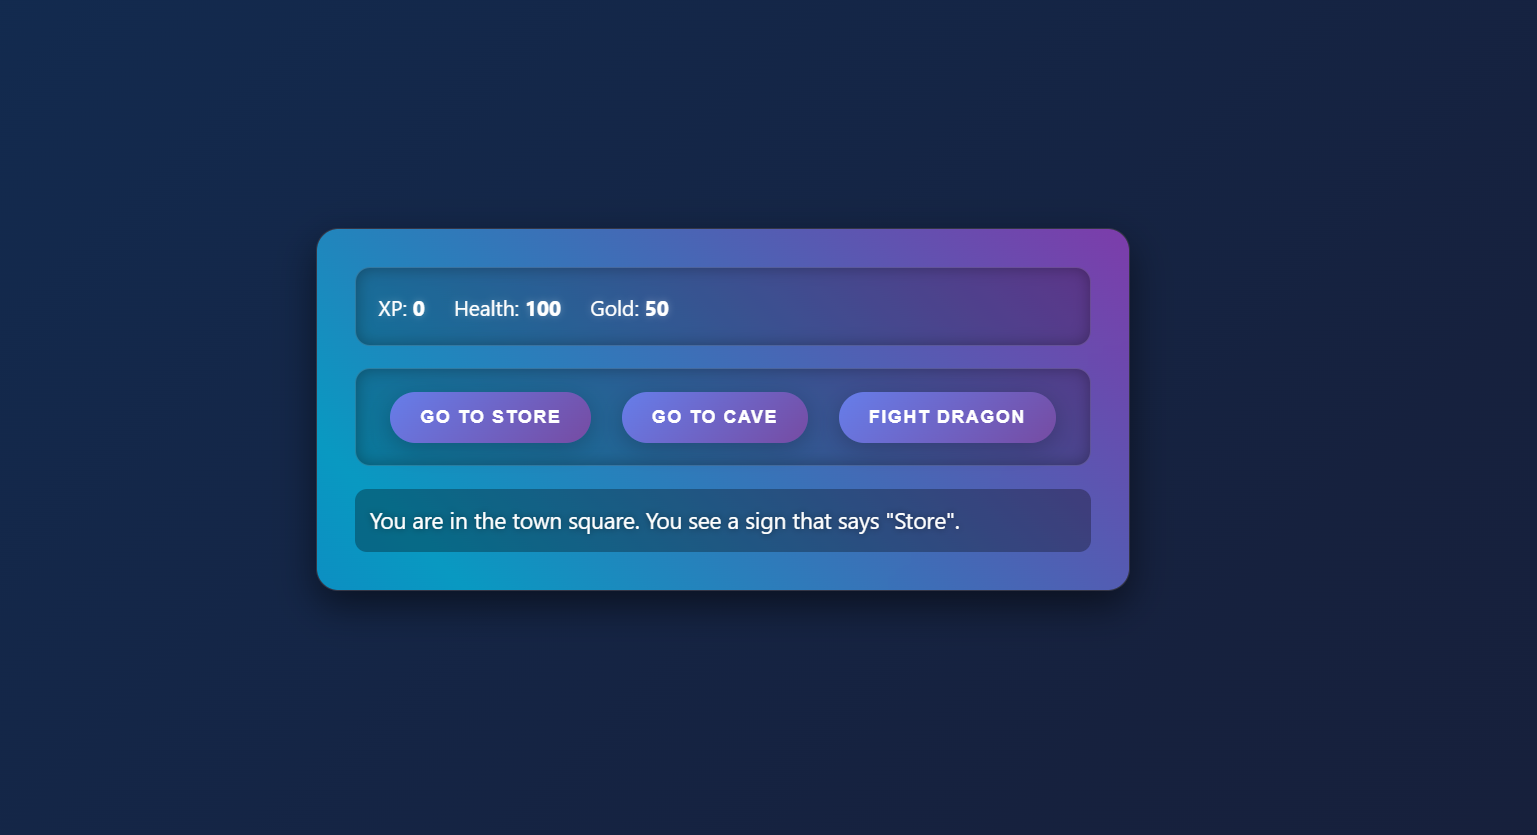 XP: 0 Health: 100 Gold: 50
GO TO STORE GO TO CAVE FIGHT DRAGON
You are in the town square. You see a sign that says "Store".